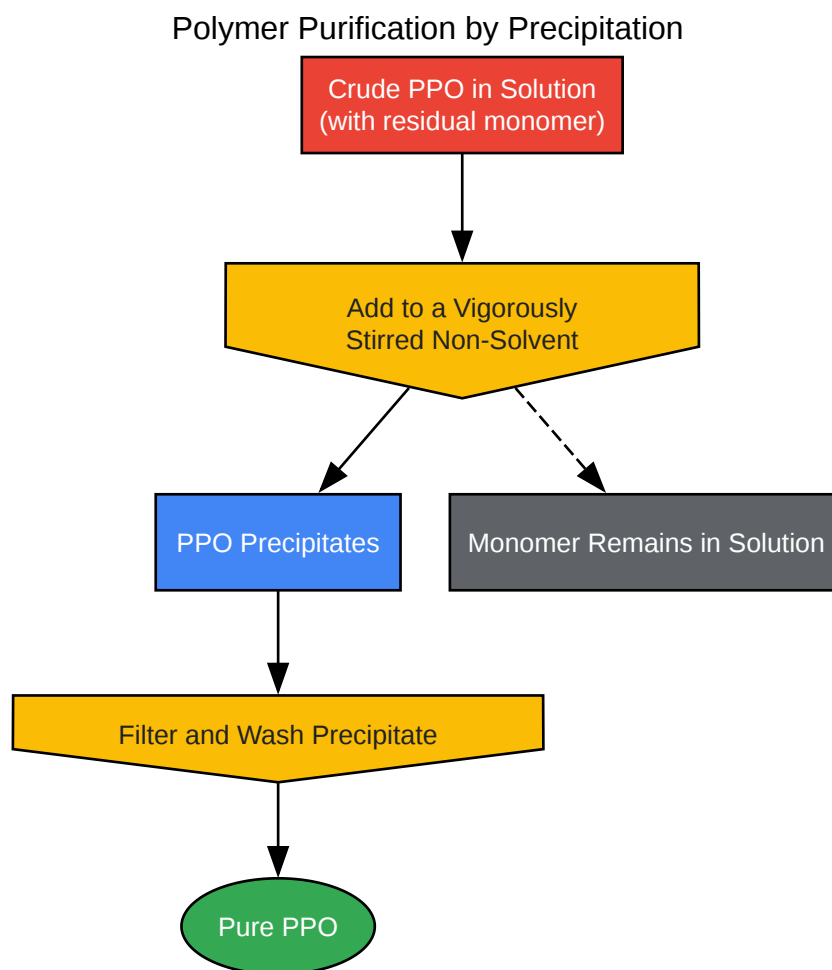 Polymer Purification by Precipitation
Crude PPO in Solution
(with residual monomer)
Add to a Vigorously
Stirred Non-Solvent
PPO Precipitates
Monomer Remains in Solution
Filter and Wash Precipitate
Pure PPO